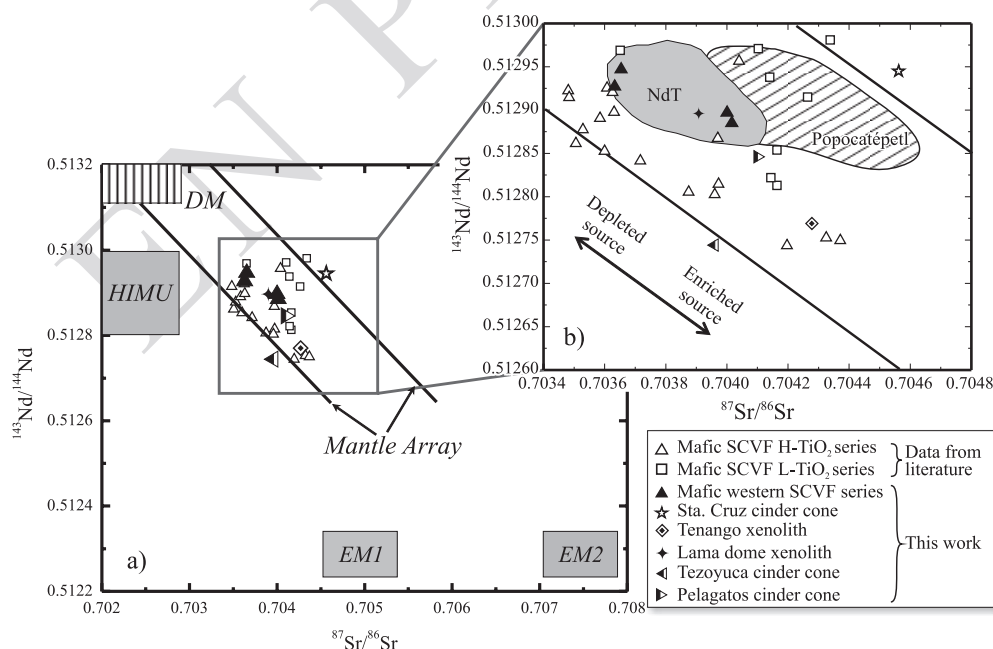 EN P
0.51300
0.51295
0.51290
0.51285
0.51280
0.51275
0.51270
0.51265
0.51260
¹⁴³Nd/¹⁴⁴Nd
NdT
Popocatépetl
Depleted
source
Enriched
source
b)
0.7034 0.7036 0.7038 0.7040 0.7042 0.7044 0.7046 0.7048
⁸⁷Sr/⁸⁶Sr
0.5132
0.5130
0.5128
0.5126
0.5124
0.5122
¹⁴³Nd/¹⁴⁴Nd
DM
HIMU
Mantle Array
a)
EM1
EM2
0.702 0.703 0.704 0.705 0.706 0.707 0.708
⁸⁷Sr/⁸⁶Sr
Mafic SCVF H-TiO₂ series
Mafic SCVF L-TiO₂ series
Data from
literature
Mafic western SCVF series
Sta. Cruz cinder cone
Tenango xenolith
Lama dome xenolith
Tezoyuca cinder cone
Pelagatos cinder cone
This work